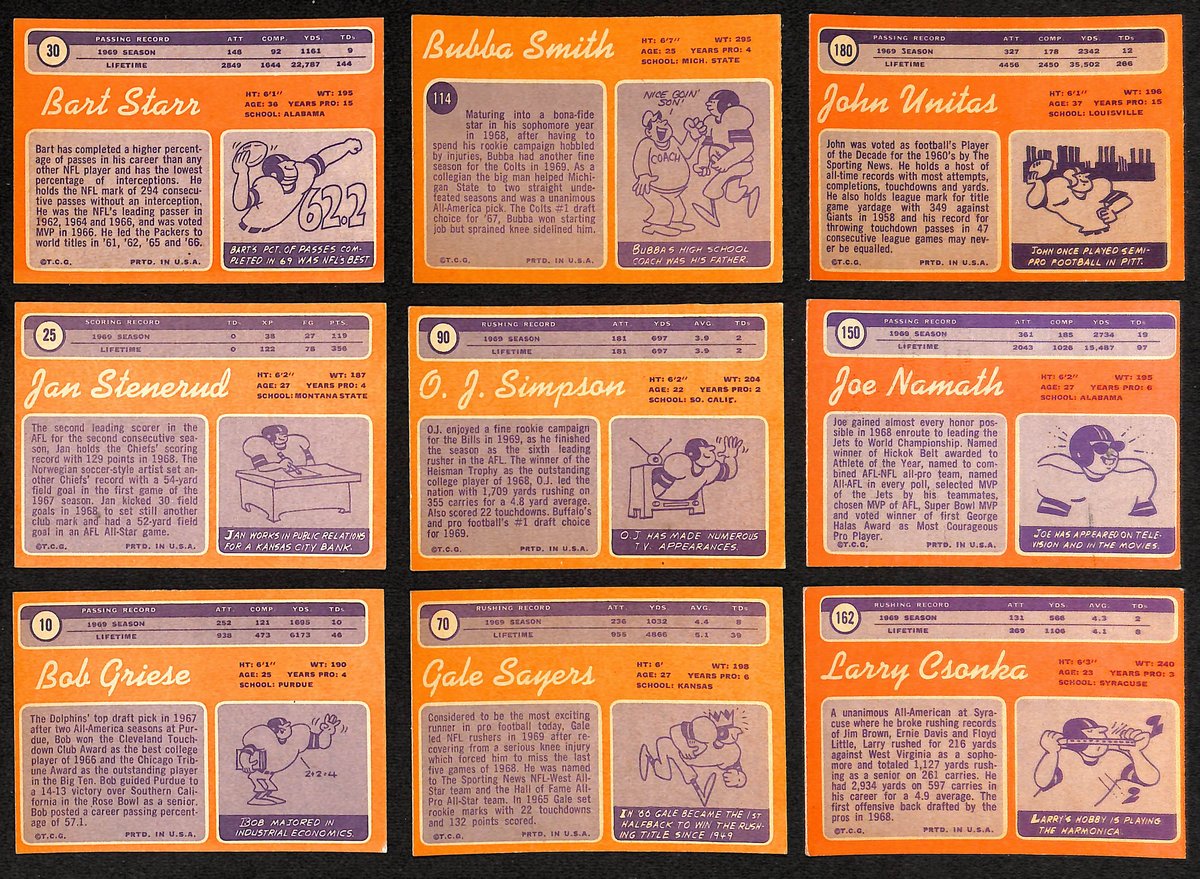 30
PASSING RECORD ATT COMP. YDS. TDs
1969 SEASON 148 92 1161 9
LIFETIME 2849 1644 22,787 144
Bart Starr
HT: 6'1" WT: 195
AGE: 36 YEARS PRO: 15
SCHOOL: ALABAMA
Bart has completed a higher percent-
age of passes in his career than any
other NFL player and has the lowest
percentage of interceptions. He
holds the NFL mark of 294 consecu-
tive passes without an interception.
He was the NFL's leading passer in
1962, 1964 and 1966, and was voted
MVP in 1966. He led the Packers to
world titles in '61, '62, '65 and '66.
©T.C.G. PRTD. IN U.S.A.
62.2
BART'S PCT. OF PASSES COM-
PLETED IN 69 WAS NFL'S BEST
Bubba Smith
HT: 6'7" WT: 295
AGE: 25 YEARS PRO: 4
SCHOOL: MICH. STATE
114
Maturing into a bona-fide
star in his sophomore year
in 1968, after having to
spend his rookie campaign hobbled
by injuries, Bubba had another fine
season for the Colts in 1969. As a
collegian the big man helped Michi-
gan State to two straight unde-
feated seasons and was a unanimous
All-America pick. The Colts #1 draft
choice for '67, Bubba won starting
job but sprained knee sidelined him.
©T.C.G. PRTD. IN U.S.A.
NICE GOIN'
SON!
COACH
BUBBA'S HIGH SCHOOL
COACH WAS HIS FATHER.
180
PASSING RECORD ATT COMP. YDS. TDs
1969 SEASON 327 178 2342 12
LIFETIME 4456 2450 35,502 266
John Unitas
HT: 6'1" WT: 196
AGE: 37 YEARS PRO: 15
SCHOOL: LOUISVILLE
John was voted as football's Player
of the Decade for the 1960's by The
Sporting News. He holds a host of
all-time records with most attempts,
completions, touchdowns and yards.
He also holds league mark for title
game yardage with 349 against
Giants in 1958 and his record for
throwing touchdown passes in 47
consecutive league games may nev-
er be equalled.
©T.C.G. PRTD. IN U.S.A.
JOHN ONCE PLAYED SEMI-
PRO FOOTBALL IN PITT.
25
SCORING RECORD TDs XP FG PTS.
1969 SEASON 0 38 27 119
LIFETIME 0 122 78 356
Jan Stenerud
HT: 6'2" WT: 187
AGE: 27 YEARS PRO: 4
SCHOOL: MONTANA STATE
The second leading scorer in the
AFL for the second consecutive sea-
son, Jan holds the Chiefs' scoring
record with 129 points in 1968. The
Norwegian soccer-style artist set an-
other Chiefs' record with a 54-yard
field goal in the first game of the
1967 season. Jan kicked 30 field
goals in 1968 to set still another
club mark and had a 52-yard field
goal in an AFL All-Star game.
©T.C.G. PRTD. IN U.S.A.
JAN WORKS IN PUBLIC RELATIONS
FOR A KANSAS CITY BANK.
90
RUSHING RECORD ATT. YDS. AVG. TDs
1969 SEASON 181 697 3.9 2
LIFETIME 181 697 3.9 2
O. J. Simpson
HT: 6'2" WT: 204
AGE: 22 YEARS PRO: 2
SCHOOL: SO. CALIF.
O.J. enjoyed a fine rookie campaign
for the Bills in 1969, as he finished
the season as the sixth leading
rusher in the AFL. The winner of the
Heisman Trophy as the outstanding
college player of 1968, O.J. led the
nation with 1,709 yards rushing on
355 carries for a 4.8 yard average.
Also scored 22 touchdowns. Buffalo's
and pro football's #1 draft choice
for 1969.
©T.C.G. PRTD. IN U.S.A.
O.J. HAS MADE NUMEROUS
T.V. APPEARANCES.
150
PASSING RECORD ATT COMP YDS. TDs
1969 SEASON 361 185 2734 19
LIFETIME 2043 1026 15,487 97
Joe Namath
HT: 6'2" WT: 195
AGE: 27 YEARS PRO: 6
SCHOOL: ALABAMA
Joe gained almost every honor pos-
sible in 1968 enroute to leading the
Jets to World Championship. Named
winner of Hickok Belt awarded to
Athlete of the Year, named to com-
bined AFL-NFL all-pro team, named
All-AFL in every poll, selected MVP
of the Jets by his teammates,
chosen MVP of AFL, Super Bowl MVP
and voted winner of first George
Halas Award as Most Courageous
Pro Player.
©T.C.G. PRTD. IN U.S.A.
JOE HAS APPEARED ON TELE-
VISION AND IN THE MOVIES.
10
PASSING RECORD ATT. COMP YDS. TDs
1969 SEASON 252 121 1695 10
LIFETIME 938 473 6173 46
Bob Griese
HT: 6'1" WT: 190
AGE: 25 YEARS PRO: 4
SCHOOL: PURDUE
The Dolphins' top draft pick in 1967
after two All-America seasons at Pur-
due, Bob won the Cleveland Touch-
down Club Award as the best college
player of 1966 and the Chicago Trib-
une Award as the outstanding player
in the Big Ten. Bob guided Purdue to
a 14-13 victory over Southern Cali-
fornia in the Rose Bowl as a senior.
Bob posted a career passing percent-
age of 57.1.
©T.C.G. PRTD. IN U.S.A.
2+2=4
BOB MAJORED IN
INDUSTRIAL ECONOMICS.
70
RUSHING RECORD ATT. YDS. AVG. TDs
1969 SEASON 236 1032 4.4 8
LIFETIME 955 4866 5.1 39
Gale Sayers
HT: 6' WT: 198
AGE: 27 YEARS PRO: 6
SCHOOL: KANSAS
Considered to be the most exciting
runner in pro football today, Gale
led NFL rushers in 1969 after re-
covering from a serious knee injury
which forced him to miss the last
five games of 1968. He was named
to The Sporting News NFL-West All-
Star team and the Hall of Fame All-
Pro All-Star team. In 1965 Gale set
rookie marks with 22 touchdowns
and 132 points scored.
©T.C.G. PRTD. IN U.S.A.
IN '66 GALE BECAME THE 1ST
HALFBACK TO WIN THE RUSH-
ING TITLE SINCE 1949
162
RUSHING RECORD ATT YDS. AVG. TDs
1969 SEASON 131 566 4.3 2
LIFETIME 269 1106 4.1 8
Larry Csonka
HT: 6'3" WT: 240
AGE: 23 YEARS PRO: 3
SCHOOL: SYRACUSE
A unanimous All-American at Syra-
cuse where he broke rushing records
of Jim Brown, Ernie Davis and Floyd
Little, Larry rushed for 216 yards
against West Virginia as a sopho-
more and totaled 1,127 yards rush-
ing as a senior on 261 carries. He
had 2,934 yards on 597 carries in
his career for a 4.9 average. The
first offensive back drafted by the
pros in 1968.
©T.C.G. PRTD. IN U.S.A.
LARRY'S HOBBY IS PLAYING
THE HARMONICA.